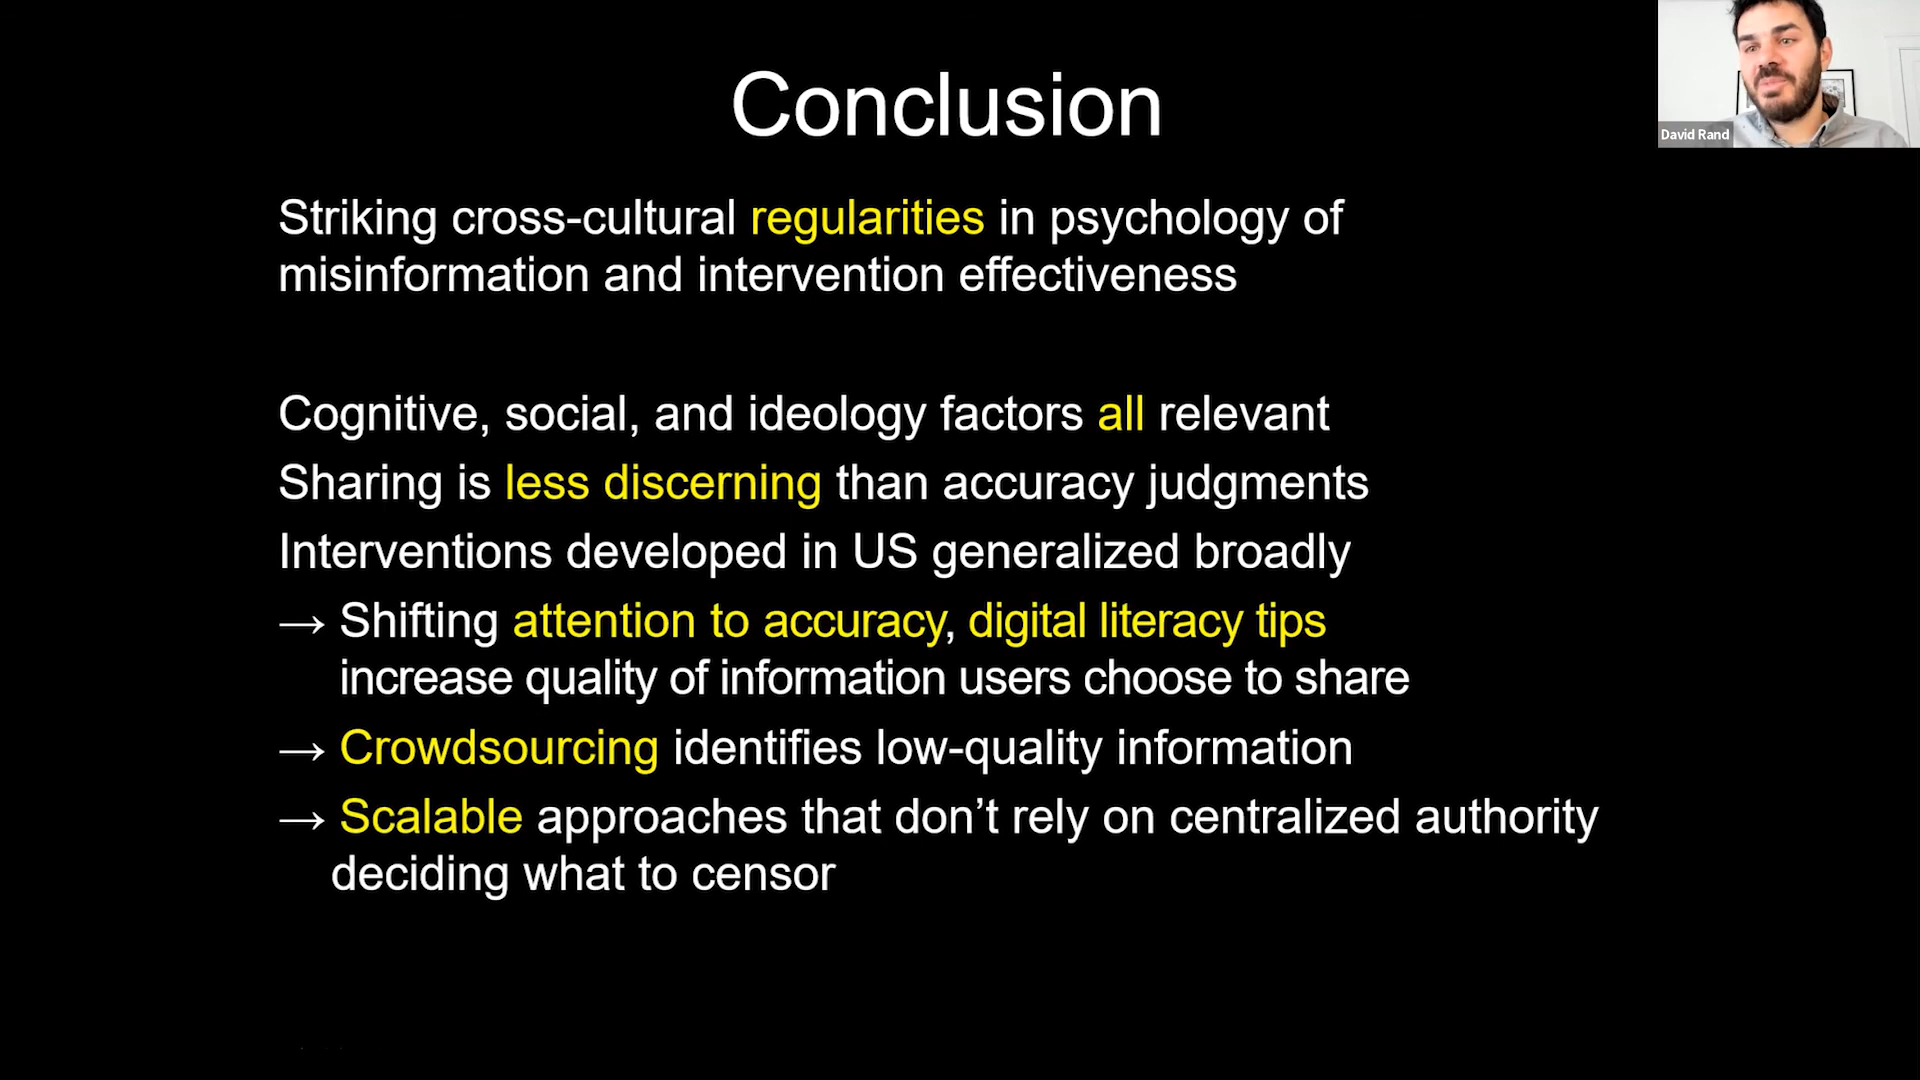 Conclusion
David Rand
Striking cross-cultural regularities in psychology of
misinformation and intervention effectiveness
Cognitive, social, and ideology factors all relevant
Sharing is less discerning than accuracy judgments
Interventions developed in US generalized broadly
→ Shifting attention to accuracy, digital literacy tips
increase quality of information users choose to share
→ Crowdsourcing identifies low-quality information
→ Scalable approaches that don’t rely on centralized authority
deciding what to censor